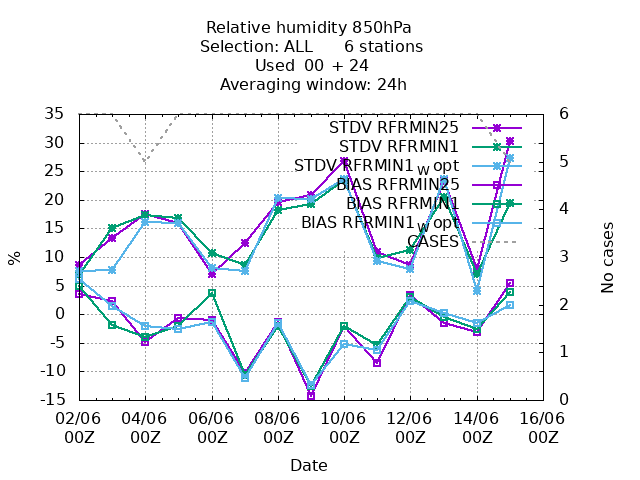 Relative humidity 850hPa
Selection: ALL 6 stations
Used 00 + 24
Averaging window: 24h
35
30
25
20
15
10
5
0
-5
-10
-15
%
6
5
4
3
2
1
0
No cases
STDV RFRMIN25
STDV RFRMIN1
STDV RFRMIN1_W opt
BIAS RFRMIN25
BIAS RFRMIN1
BIAS RFRMIN1_W opt
CASES
02/06 04/06 06/06 08/06 10/06 12/06 14/06 16/06
00Z 00Z 00Z 00Z 00Z 00Z 00Z 00Z
Date